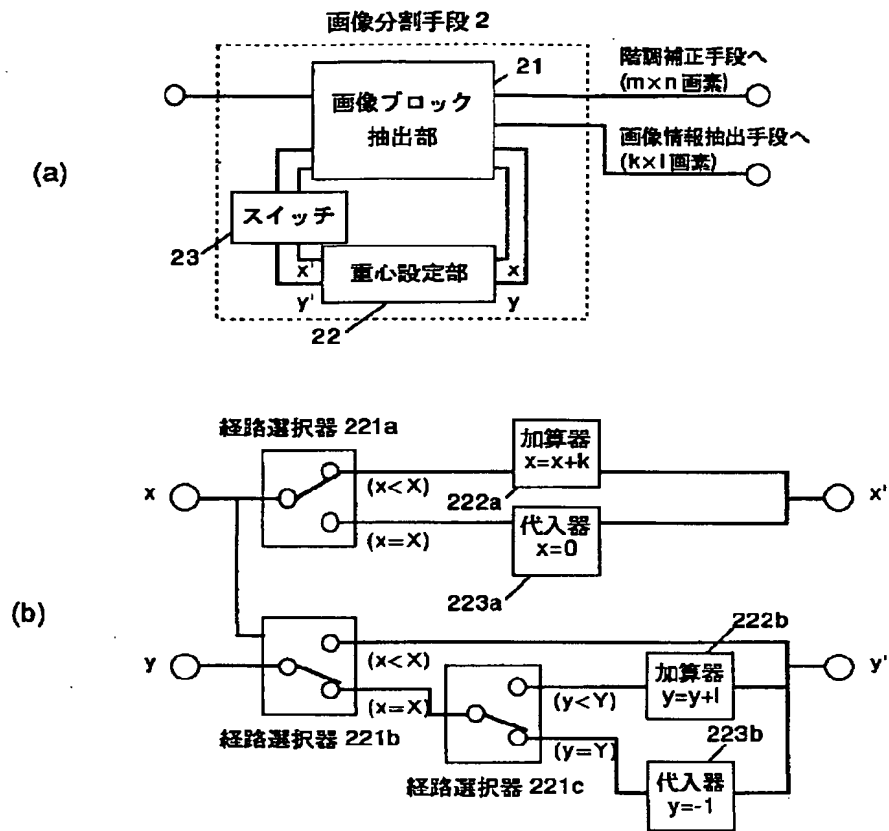 画像分割手段 2
21
階調補正手段へ
(m×n 画素)
画像ブロック
抽出部
画像情報抽出手段へ
(k×l 画素)
(a)
スイッチ
23
x'
y'
重心設定部
x
y
22
経路選択器 221a
加算器
x=x+k
x
(x<X)
222a
x'
(x=X)
代入器
x=0
223a
(b)
222b
y
(x<X)
加算器
y=y+l
y'
(x=X)
(y<Y)
経路選択器 221b
223b
(y=Y)
代入器
y=-1
経路選択器 221c